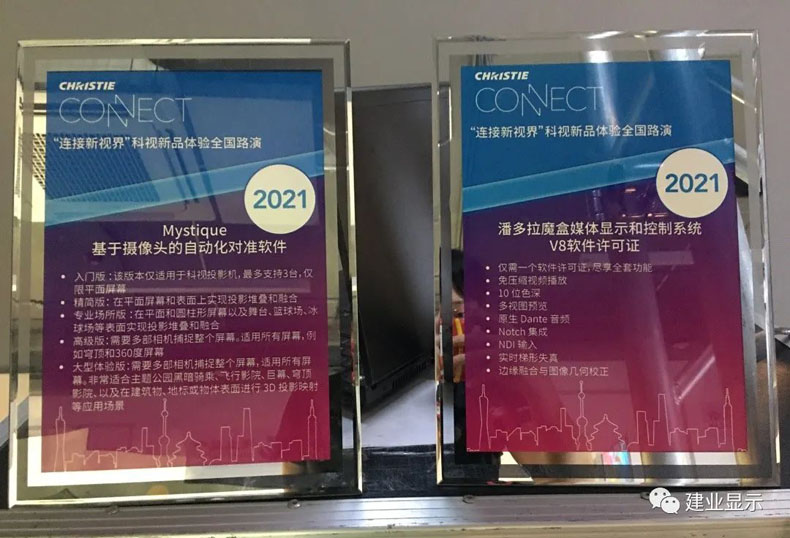 CHRISTIE
CONNECT
“连接新视界”科视新品体验全国路演
2021
Mystique
基于摄像头的自动化对准软件
• 入门版：该版本仅适用于科视投影机，最多支持3台，仅
限平面屏幕
• 精简版：在平面屏幕和表面上实现投影堆叠和融合
• 专业场所版：在平面和圆柱形屏幕以及舞台、篮球场、冰
球场等表面实现投影堆叠和融合
• 高级版：需要多部相机捕捉整个屏幕。适用所有屏幕，例
如穹顶和360度屏幕
• 大型体验版：需要多部相机捕捉整个屏幕，适用所有屏
幕。非常适合主题公园黑暗骑乘、飞行影院、巨幕、穹顶
影院，以及在建筑物、地标或物体表面进行 3D 投影映射
等应用场景
CHRISTIE
CONNECT
“连接新视界”科视新品体验全国路演
2021
潘多拉魔盒媒体显示和控制系统
V8软件许可证
• 仅需一个软件许可证，尽享全套功能
• 免压缩视频播放
• 10 位色深
• 多视图预览
• 原生 Dante 音频
• Notch 集成
• NDI 输入
• 实时梯形失真
• 边缘融合与图像几何校正
建业显示